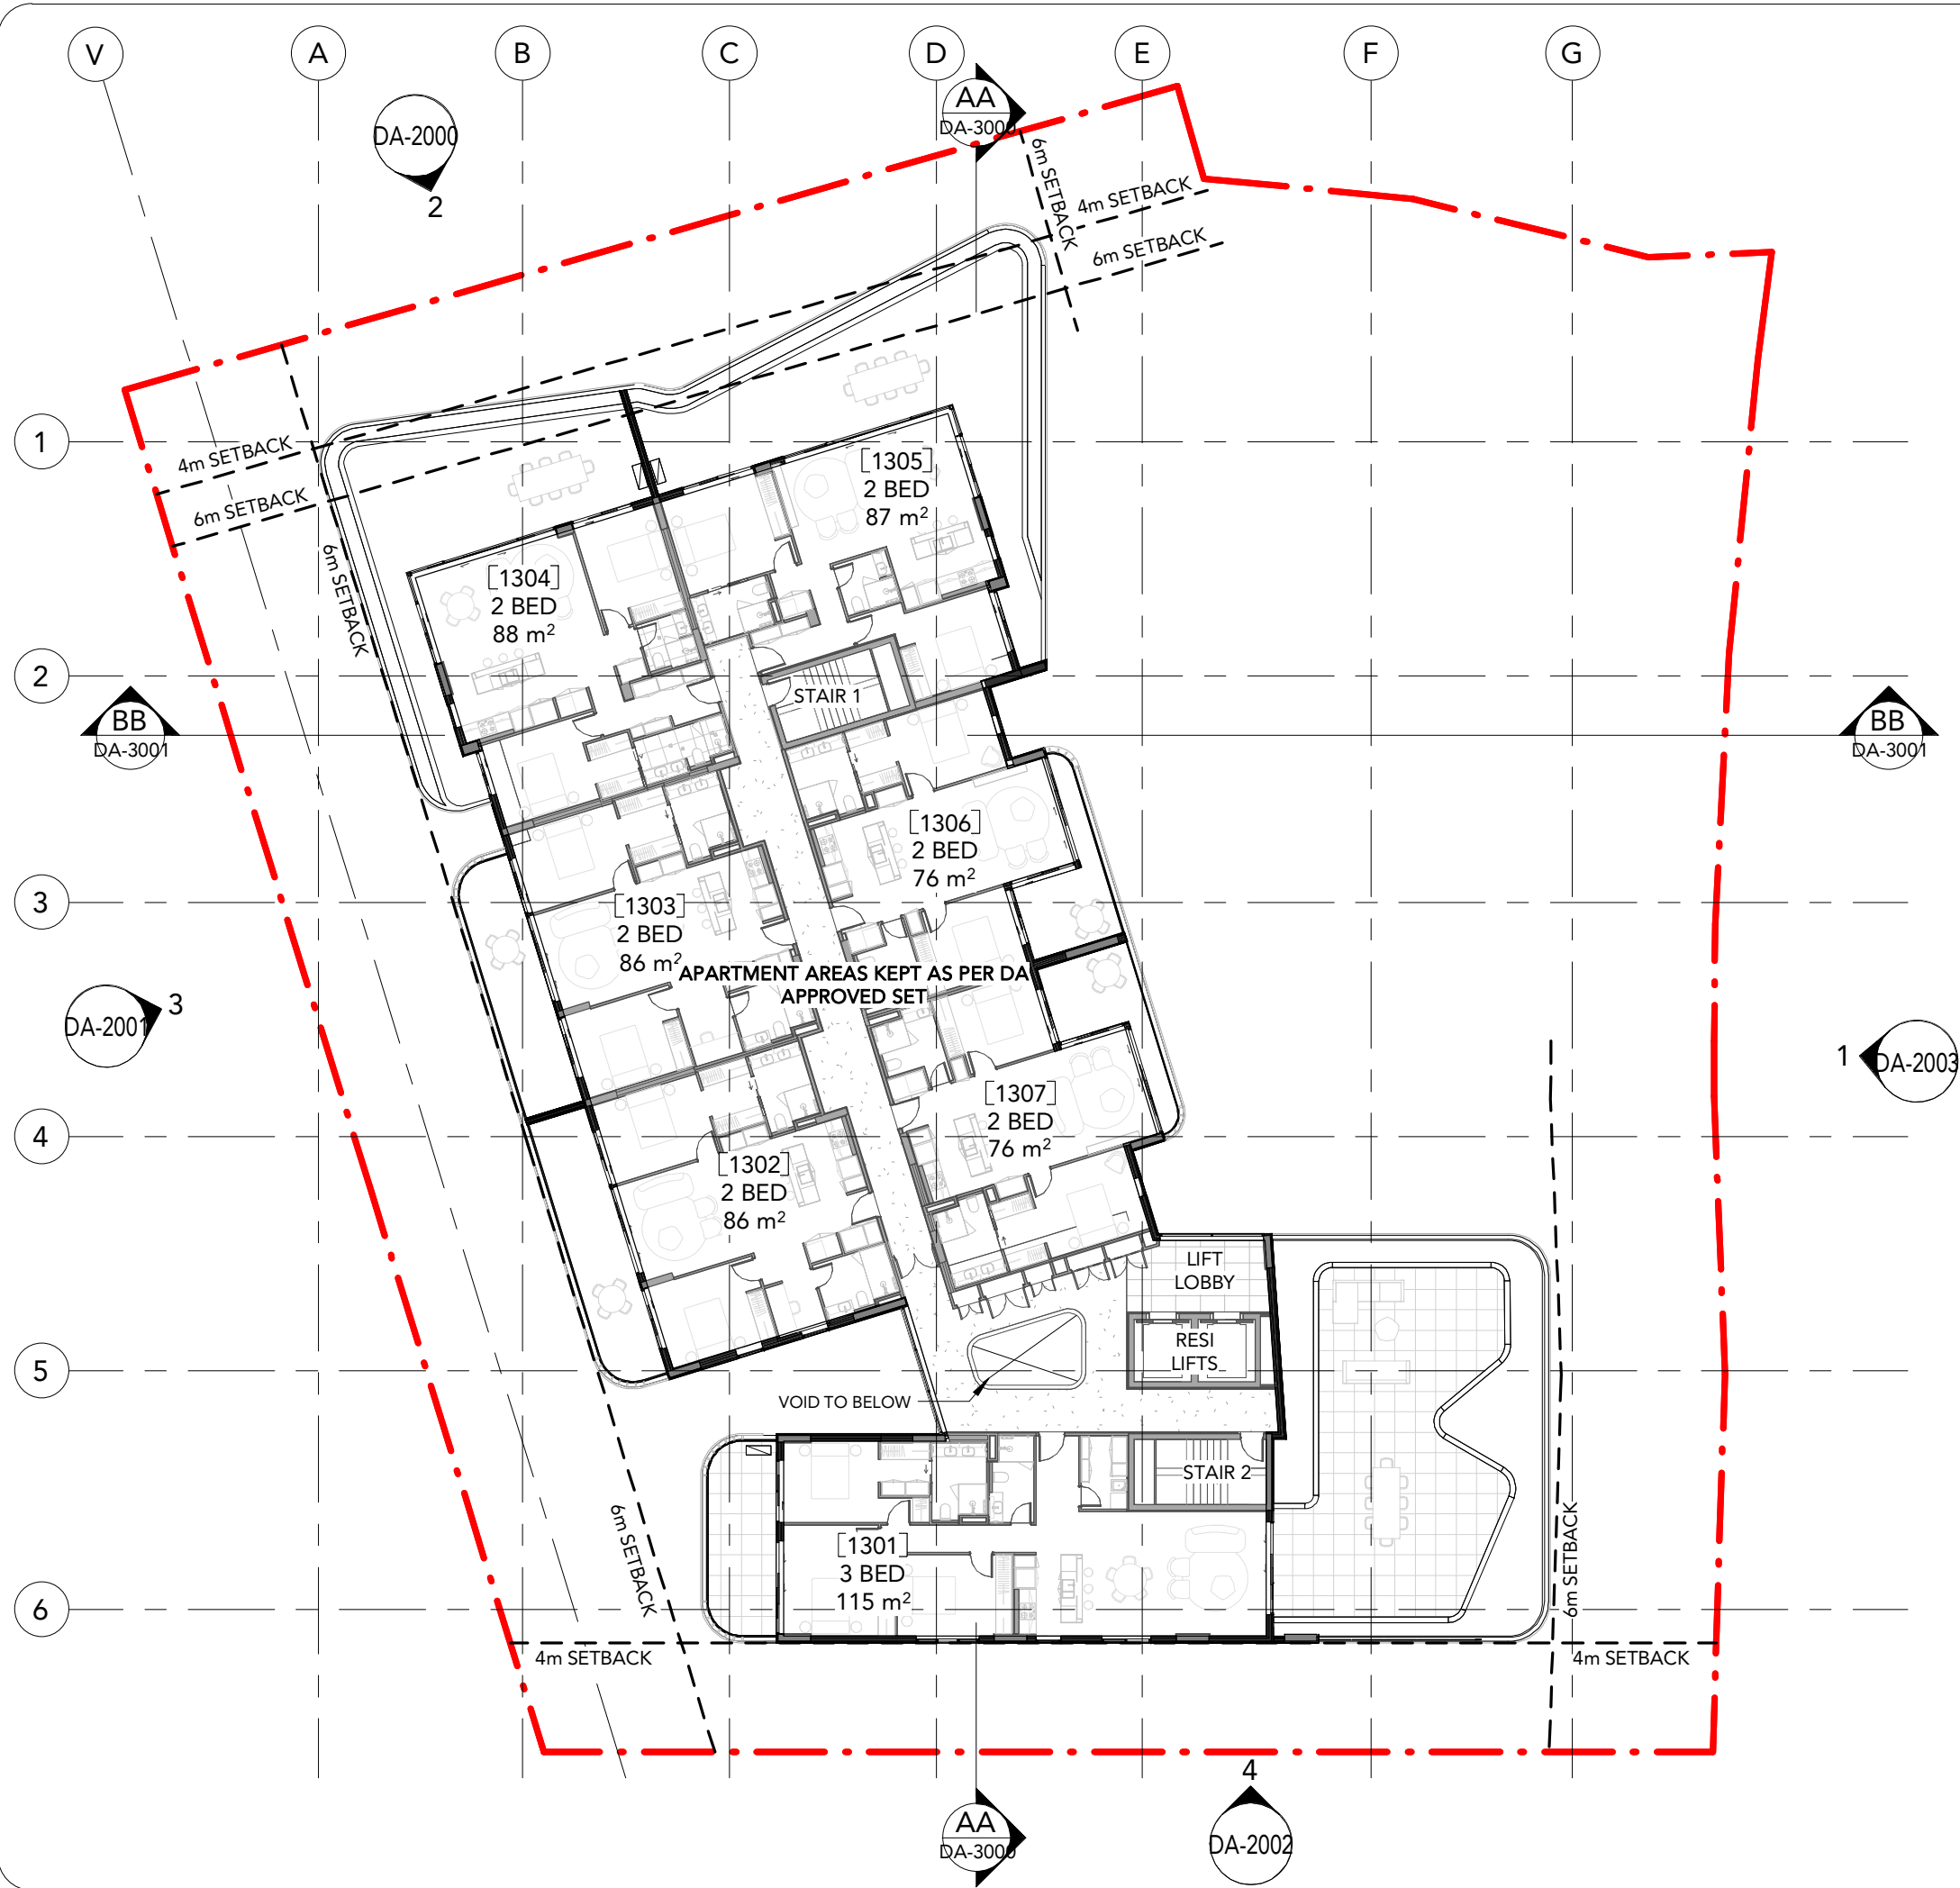 V
A
B
C
D
E
F
G
DA-2000
2
AA
DA-3000
6m SETBACK
4m SETBACK
6m SETBACK
1
4m SETBACK
6m SETBACK
6m SETBACK
[1305]
2 BED
87 m²
[1304]
2 BED
88 m²
2
STAIR 1
BB
DA-3001
BB
DA-3001
[1306]
2 BED
76 m²
3
[1303]
2 BED
86 m²
APARTMENT AREAS KEPT AS PER DA
APPROVED SET
DA-2001
3
1
DA-2003
[1307]
2 BED
76 m²
4
[1302]
2 BED
86 m²
LIFT
LOBBY
RESI
LIFTS
5
VOID TO BELOW
STAIR 2
6m SETBACK
6m SETBACK
[1301]
3 BED
115 m²
6
4m SETBACK
4m SETBACK
4
AA
DA-3000
DA-2002